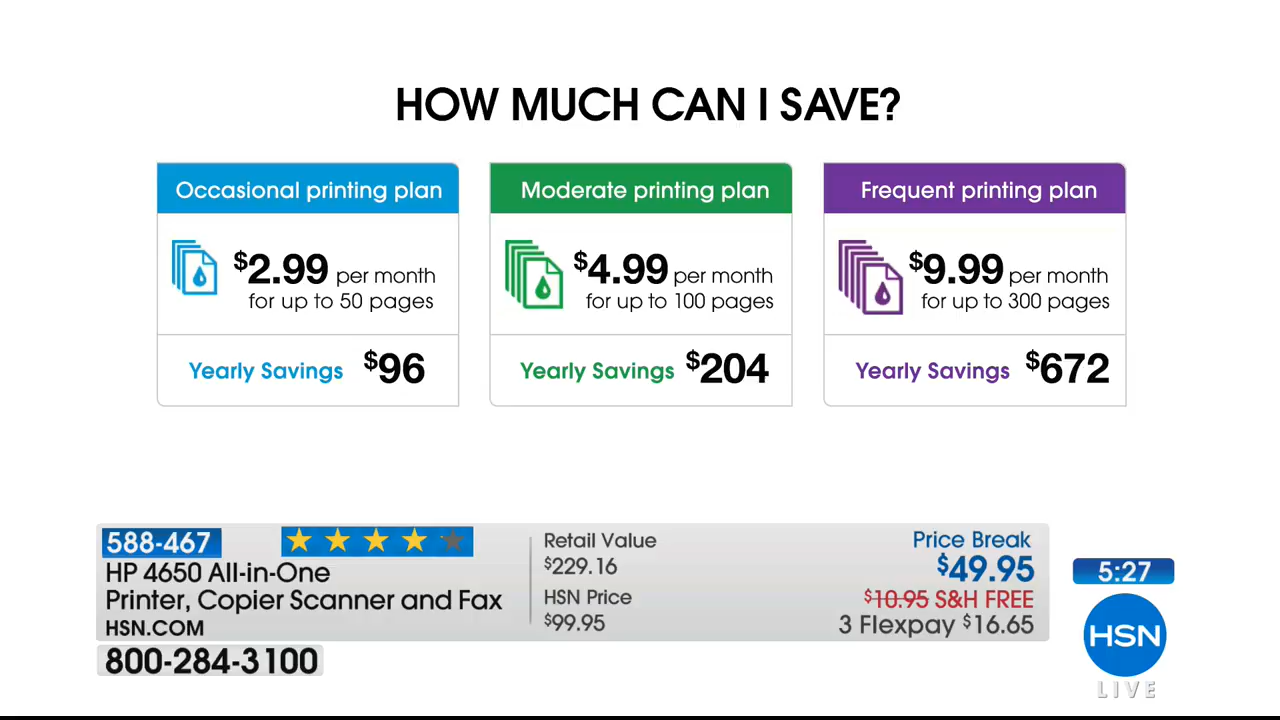 HOW MUCH CAN I SAVE?
Occasional printing plan
$2.99 per month
for up to 50 pages
Yearly Savings $96
Moderate printing plan
$4.99 per month
for up to 100 pages
Yearly Savings $204
Frequent printing plan
$9.99 per month
for up to 300 pages
Yearly Savings $672
588-467
HP 4650 All-in-One
Printer, Copier Scanner and Fax
HSN.COM
800-284-3100
Retail Value
$229.16
HSN Price
$99.95
Price Break
$49.95
$10.95 S&H FREE
3 Flexpay $16.65
5:27
HSN
LIVE